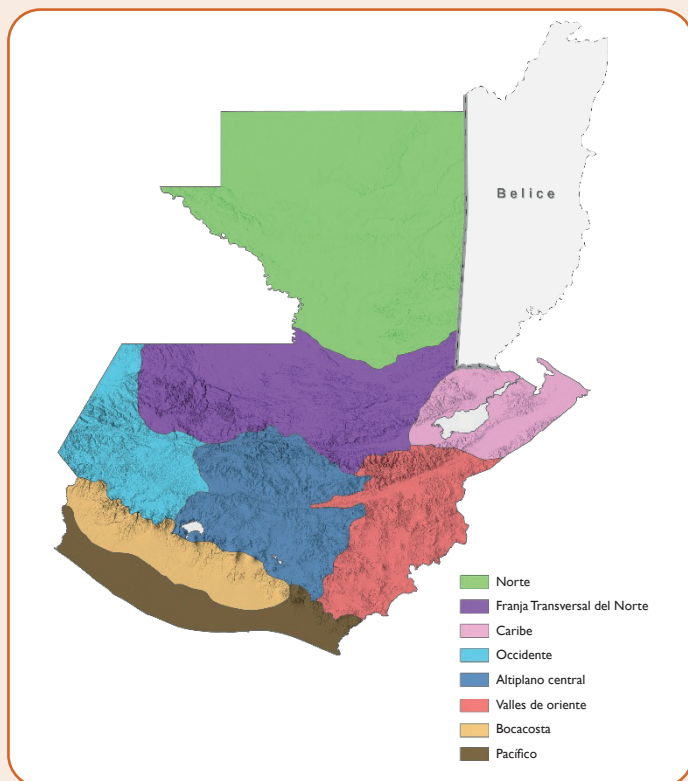 Belice
Norte
Franja Transversal del Norte
Caribe
Occidente
Altiplano central
Valles de oriente
Bocacosta
Pacífico